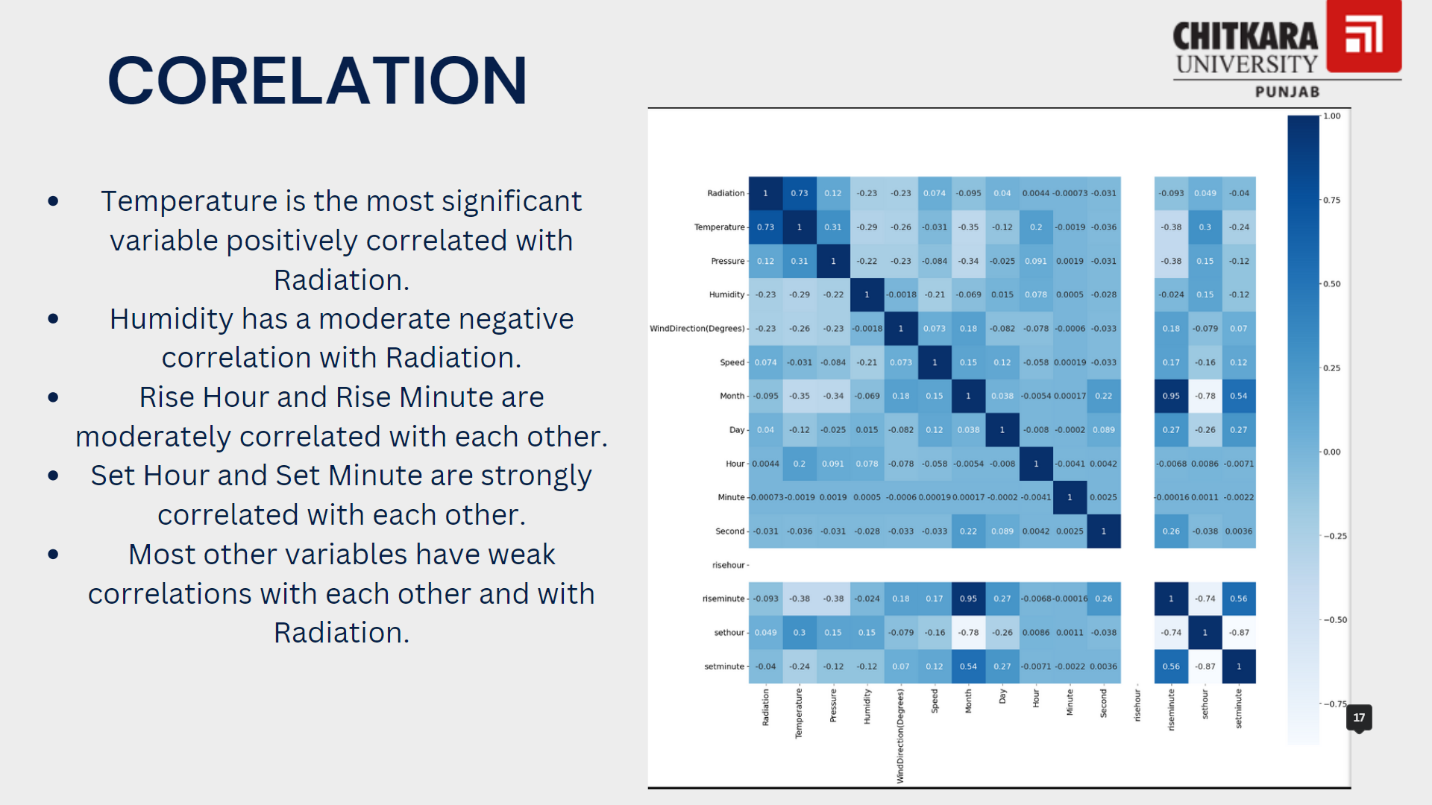 CORELATION
CHITKARA
UNIVERSITY
PUNJAB
• Temperature is the most significant
variable positively correlated with
Radiation.
• Humidity has a moderate negative
correlation with Radiation.
• Rise Hour and Rise Minute are
moderately correlated with each other.
• Set Hour and Set Minute are strongly
correlated with each other.
• Most other variables have weak
correlations with each other and with
Radiation.
Radiation 1 0.73 0.12 -0.23 -0.23 0.074 -0.095 0.04 0.0044 -0.00073 -0.031 -0.093 0.049 -0.04
Temperature 0.73 1 0.31 -0.29 -0.26 -0.031 -0.35 -0.12 0.2 -0.0019 -0.036 -0.38 0.3 -0.24
Pressure 0.12 0.31 1 -0.22 -0.23 -0.084 -0.34 -0.025 0.091 0.0019 -0.031 -0.38 0.15 -0.12
Humidity -0.23 -0.29 -0.22 1 -0.0018 -0.21 -0.069 0.015 0.078 0.0005 -0.028 -0.024 0.15 -0.12
WindDirection(Degrees) -0.23 -0.26 -0.23 -0.0018 1 0.073 0.18 -0.082 -0.078 -0.0006 -0.033 0.18 -0.079 0.07
Speed 0.074 -0.031 -0.084 -0.21 0.073 1 0.15 0.12 -0.058 0.00019 -0.033 0.17 -0.16 0.12
Month -0.095 -0.35 -0.34 -0.069 0.18 0.15 1 0.038 -0.0054 0.00017 0.22 0.95 -0.78 0.54
Day 0.04 -0.12 -0.025 0.015 -0.082 0.12 0.038 1 -0.008 -0.0002 0.089 0.27 -0.26 0.27
Hour 0.0044 0.2 0.091 0.078 -0.078 -0.058 -0.0054 -0.008 1 -0.0041 0.0042 -0.0068 0.0086 -0.0071
Minute -0.00073 -0.0019 0.0019 0.0005 -0.0006 0.00019 0.00017 -0.0002 -0.0041 1 0.0025 -0.00016 0.0011 -0.0022
Second -0.031 -0.036 -0.031 -0.028 -0.033 -0.033 0.22 0.089 0.0042 0.0025 1 0.26 -0.038 0.0036
risehour
riseminute -0.093 -0.38 -0.38 -0.024 0.18 0.17 0.95 0.27 -0.0068 -0.00016 0.26 1 -0.74 0.56
sethour 0.049 0.3 0.15 0.15 -0.079 -0.16 -0.78 -0.26 0.0086 0.0011 -0.038 -0.74 1 -0.87
setminute -0.04 -0.24 -0.12 -0.12 0.07 0.12 0.54 0.27 -0.0071 -0.0022 0.0036 0.56 -0.87 1
Radiation Temperature Pressure Humidity WindDirection(Degrees) Speed Month Day Hour Minute Second risehour riseminute sethour setminute
1.00
0.75
0.50
0.25
0.00
−0.25
−0.50
−0.75
17